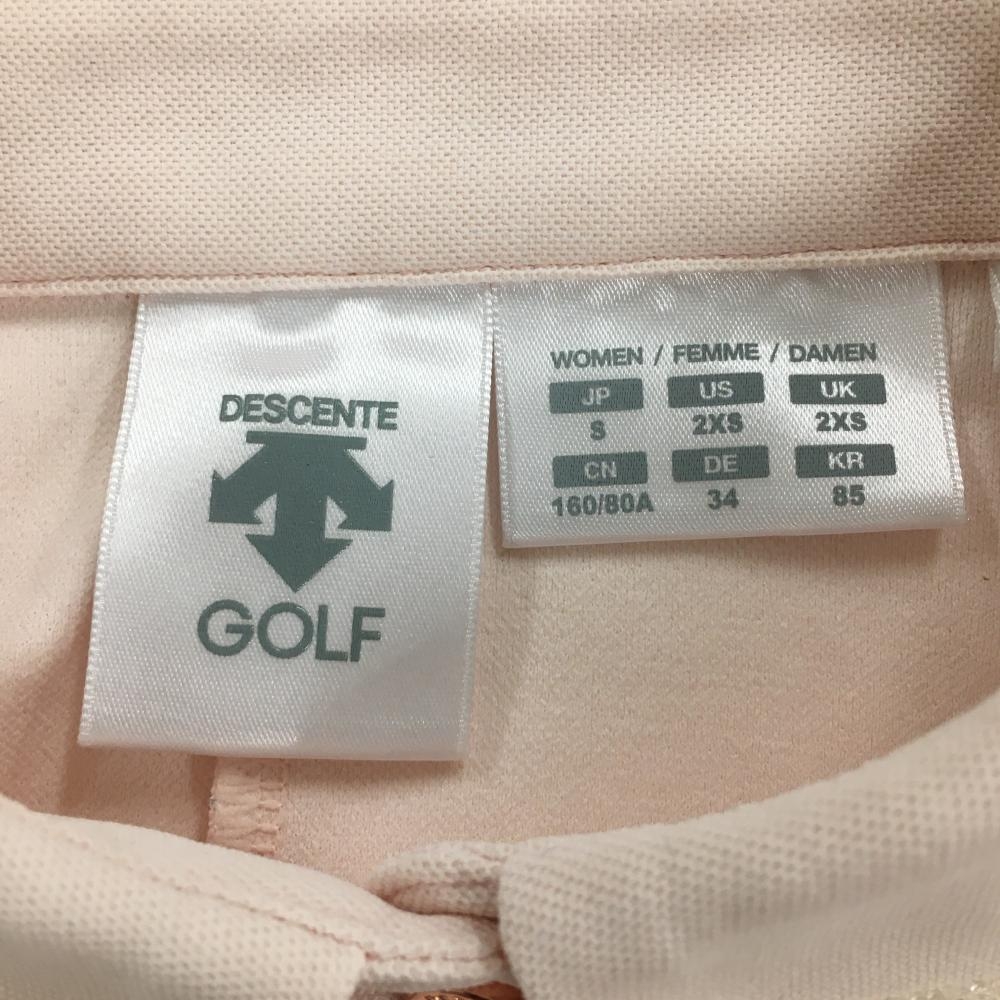 DESCENTE
GOLF
WOMEN / FEMME / DAMEN
JP US UK
S 2XS 2XS
CN DE KR
160/80A 34 85